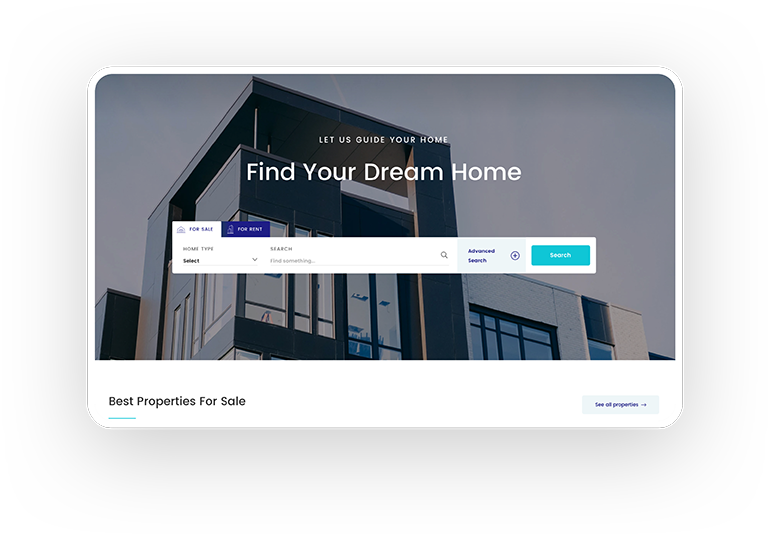 LET US GUIDE YOUR HOME
Find Your Dream Home
FOR SALE
FOR RENT
HOME TYPE
Select
SEARCH
Find something...
Advanced
Search
Search
Best Properties For Sale
See all properties →